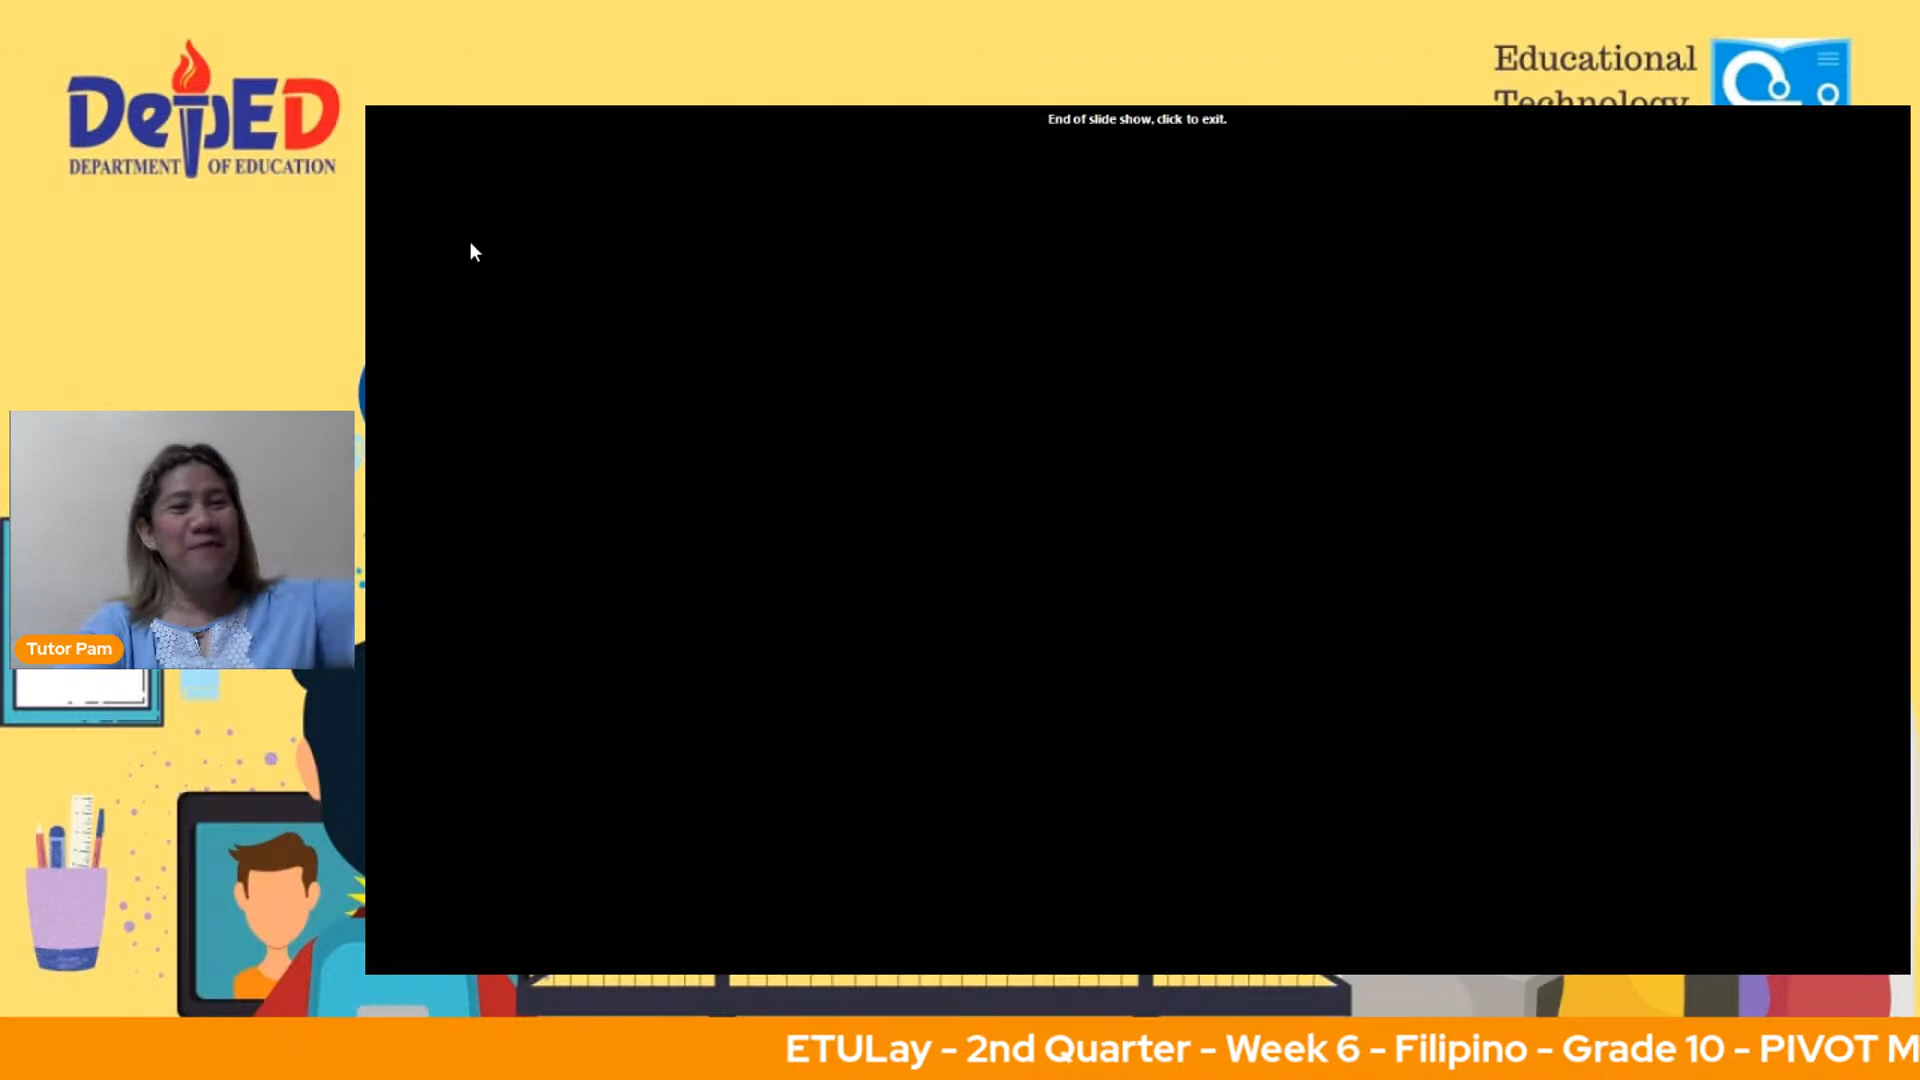 DepED
DEPARTMENT OF EDUCATION
Educational
Technology
End of slide show, click to exit.
Tutor Pam
ETULay - 2nd Quarter - Week 6 - Filipino - Grade 10 - PIVOT M